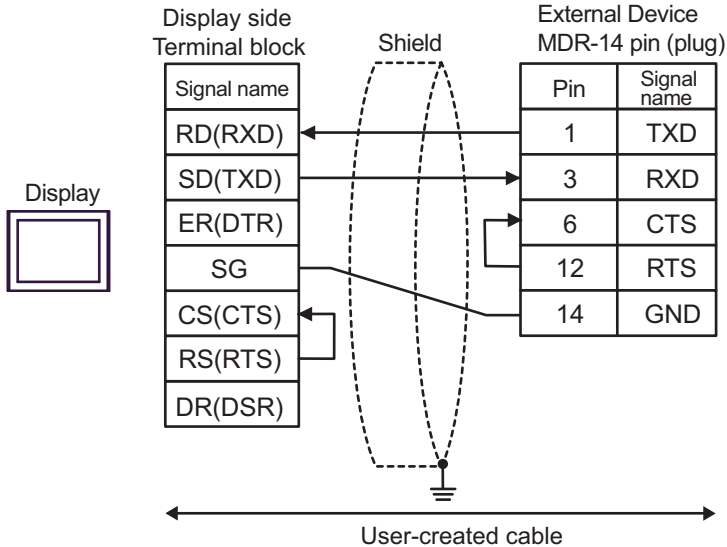 Display side
Terminal block
Shield
External Device
MDR-14 pin (plug)
Signal name
Pin
Signal
name
RD(RXD)
1
TXD
SD(TXD)
3
RXD
Display
ER(DTR)
6
CTS
SG
12
RTS
CS(CTS)
14
GND
RS(RTS)
DR(DSR)
User-created cable